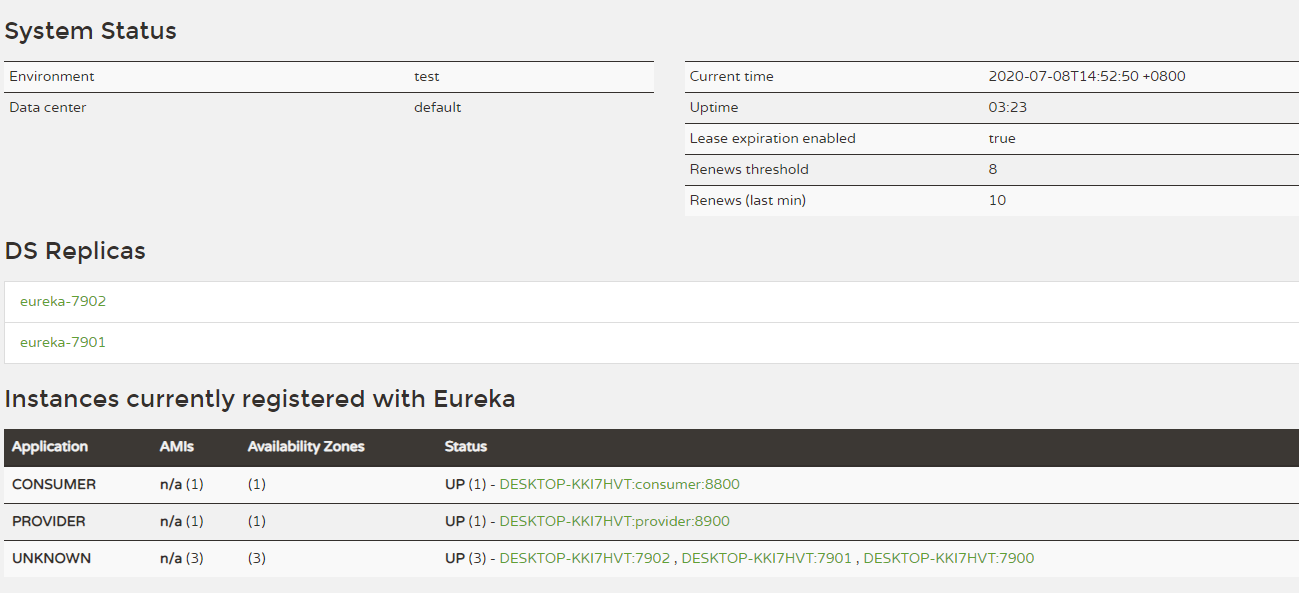 System Status
Environment test
Data center default
Current time 2020-07-08T14:52:50 +0800
Uptime 03:23
Lease expiration enabled true
Renews threshold 8
Renews (last min) 10
DS Replicas
eureka-7902
eureka-7901
Instances currently registered with Eureka
Application AMIs Availability Zones Status
CONSUMER n/a (1) (1) UP (1) - DESKTOP-KKI7HVT:consumer:8800
PROVIDER n/a (1) (1) UP (1) - DESKTOP-KKI7HVT:provider:8900
UNKNOWN n/a (3) (3) UP (3) - DESKTOP-KKI7HVT:7902 , DESKTOP-KKI7HVT:7901 , DESKTOP-KKI7HVT:7900